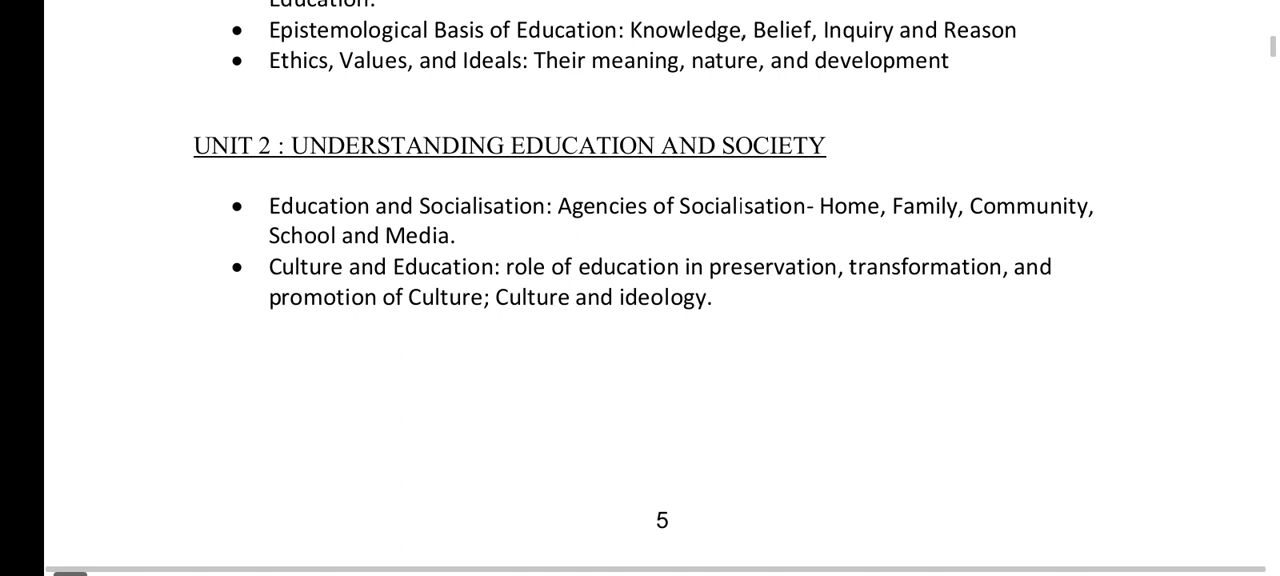 Education.
• Epistemological Basis of Education: Knowledge, Belief, Inquiry and Reason
• Ethics, Values, and Ideals: Their meaning, nature, and development
UNIT 2 : UNDERSTANDING EDUCATION AND SOCIETY
• Education and Socialisation: Agencies of Socialisation- Home, Family, Community,
School and Media.
• Culture and Education: role of education in preservation, transformation, and
promotion of Culture; Culture and ideology.
5